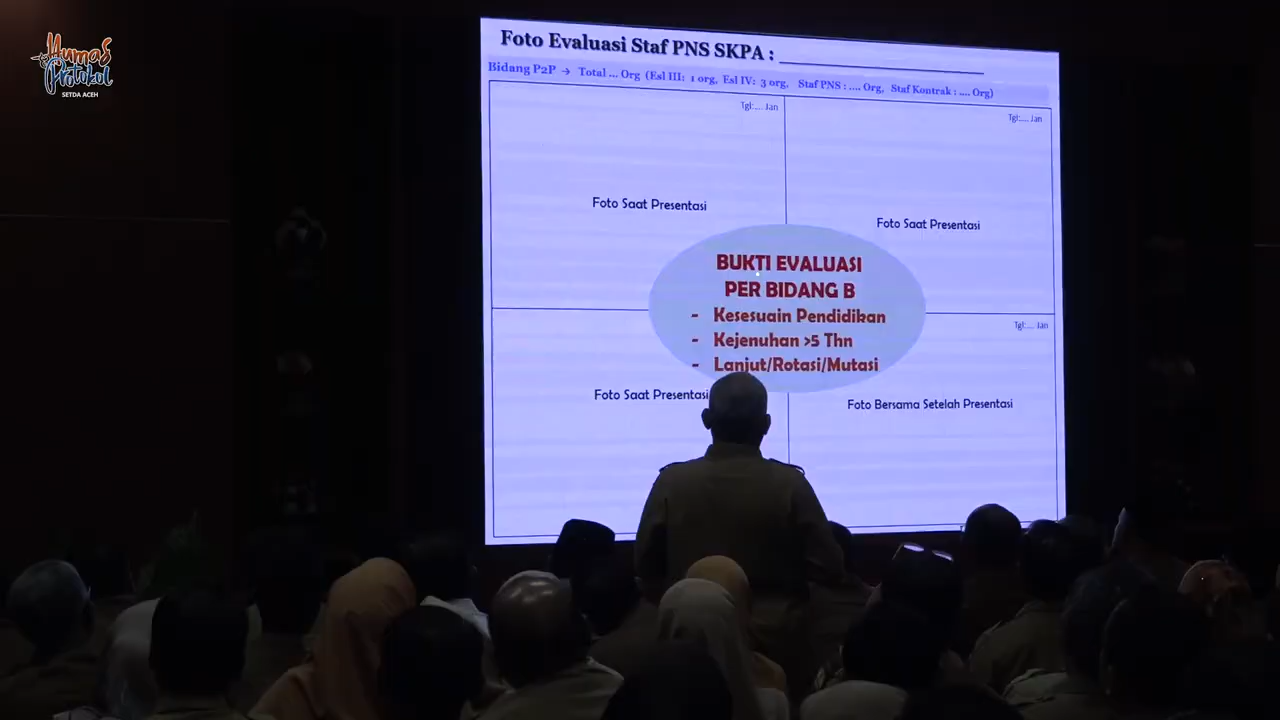 Humas
Protokol
SETDA ACEH
Foto Evaluasi Staf PNS SKPA : ____________________
Bidang P2P → Total ... Org (Esl III: 1 org, Esl IV: 3 org, Staf PNS : .... Org, Staf Kontrak : .... Org)
Tgl:.... Jan
Tgl:.... Jan
Foto Saat Presentasi
Foto Saat Presentasi
BUKTI EVALUASI
PER BIDANG B
- Kesesuain Pendidikan
- Kejenuhan >5 Thn
- Lanjut/Rotasi/Mutasi
Tgl:.... Jan
Foto Saat Presentasi
Foto Bersama Setelah Presentasi